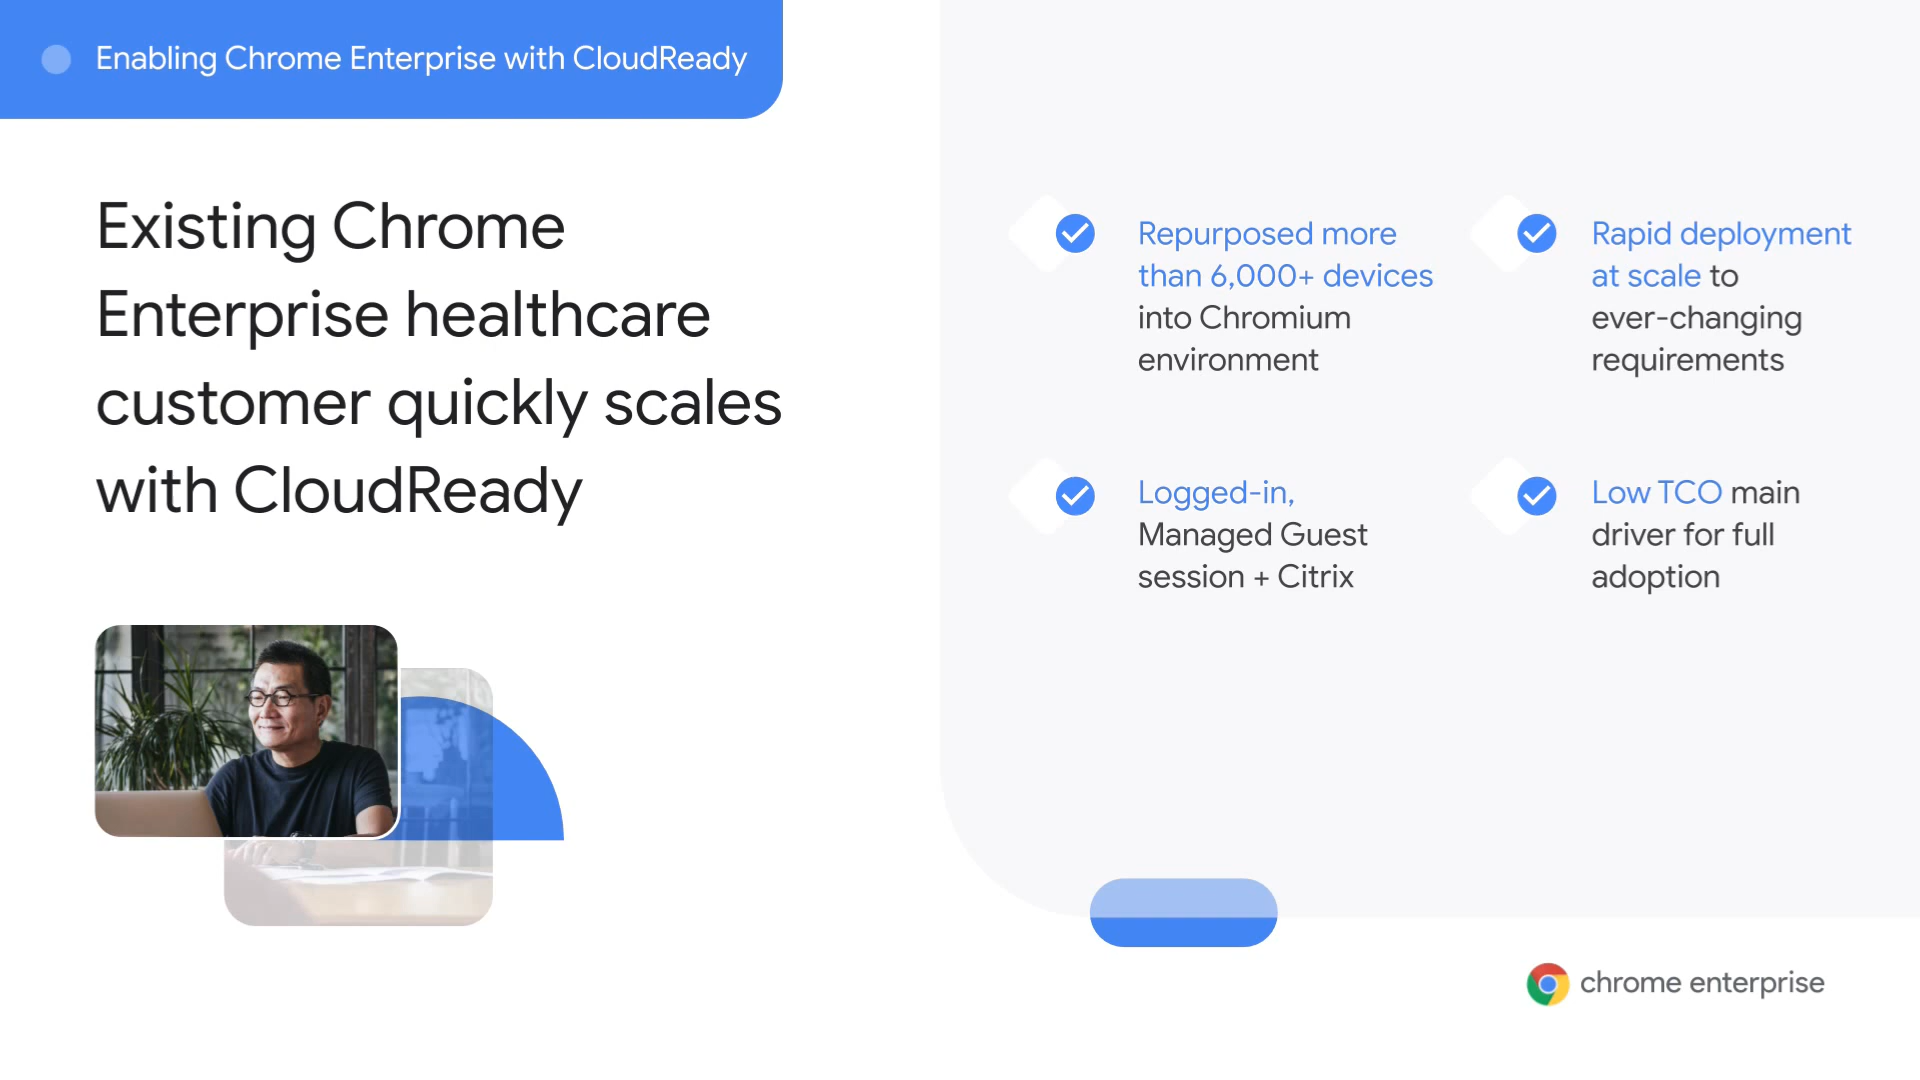 Enabling Chrome Enterprise with CloudReady
Existing Chrome
Enterprise healthcare
customer quickly scales
with CloudReady
Repurposed more
than 6,000+ devices
into Chromium
environment
Rapid deployment
at scale to
ever-changing
requirements
Logged-in,
Managed Guest
session + Citrix
Low TCO main
driver for full
adoption
chrome enterprise